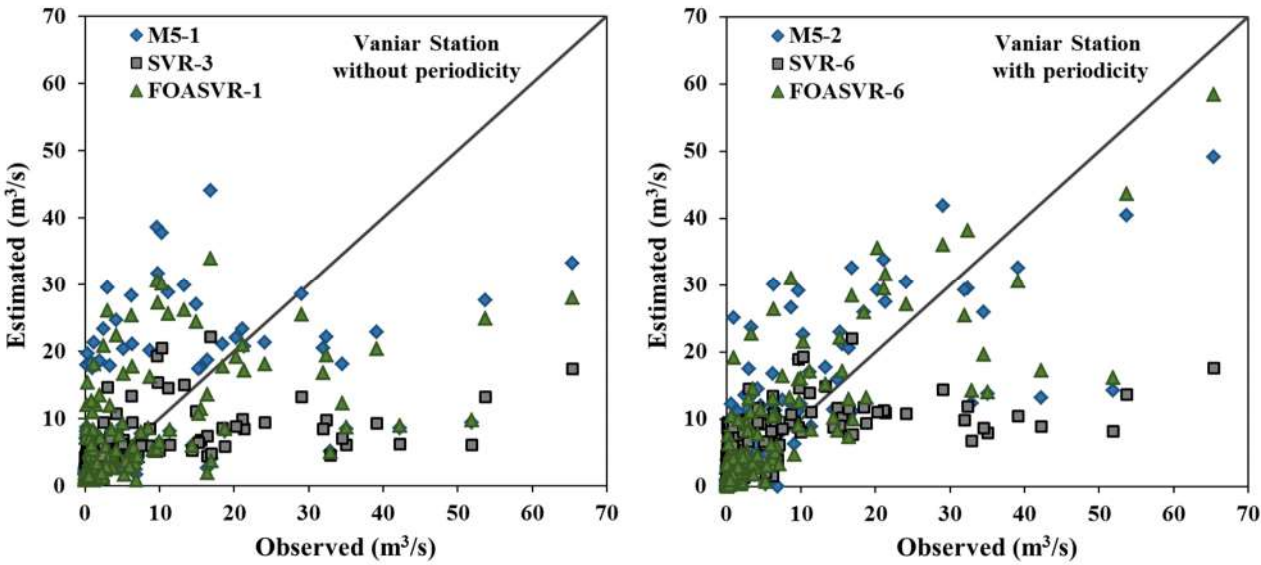 70
60
50
40
30
20
10
0
Estimated (m³/s)
M5-1
SVR-3
FOASVR-1
Vaniar Station
without periodicity
0 10 20 30 40 50 60 70
Observed (m³/s)
70
60
50
40
30
20
10
0
Estimated (m³/s)
M5-2
SVR-6
FOASVR-6
Vaniar Station
with periodicity
0 10 20 30 40 50 60 70
Observed (m³/s)